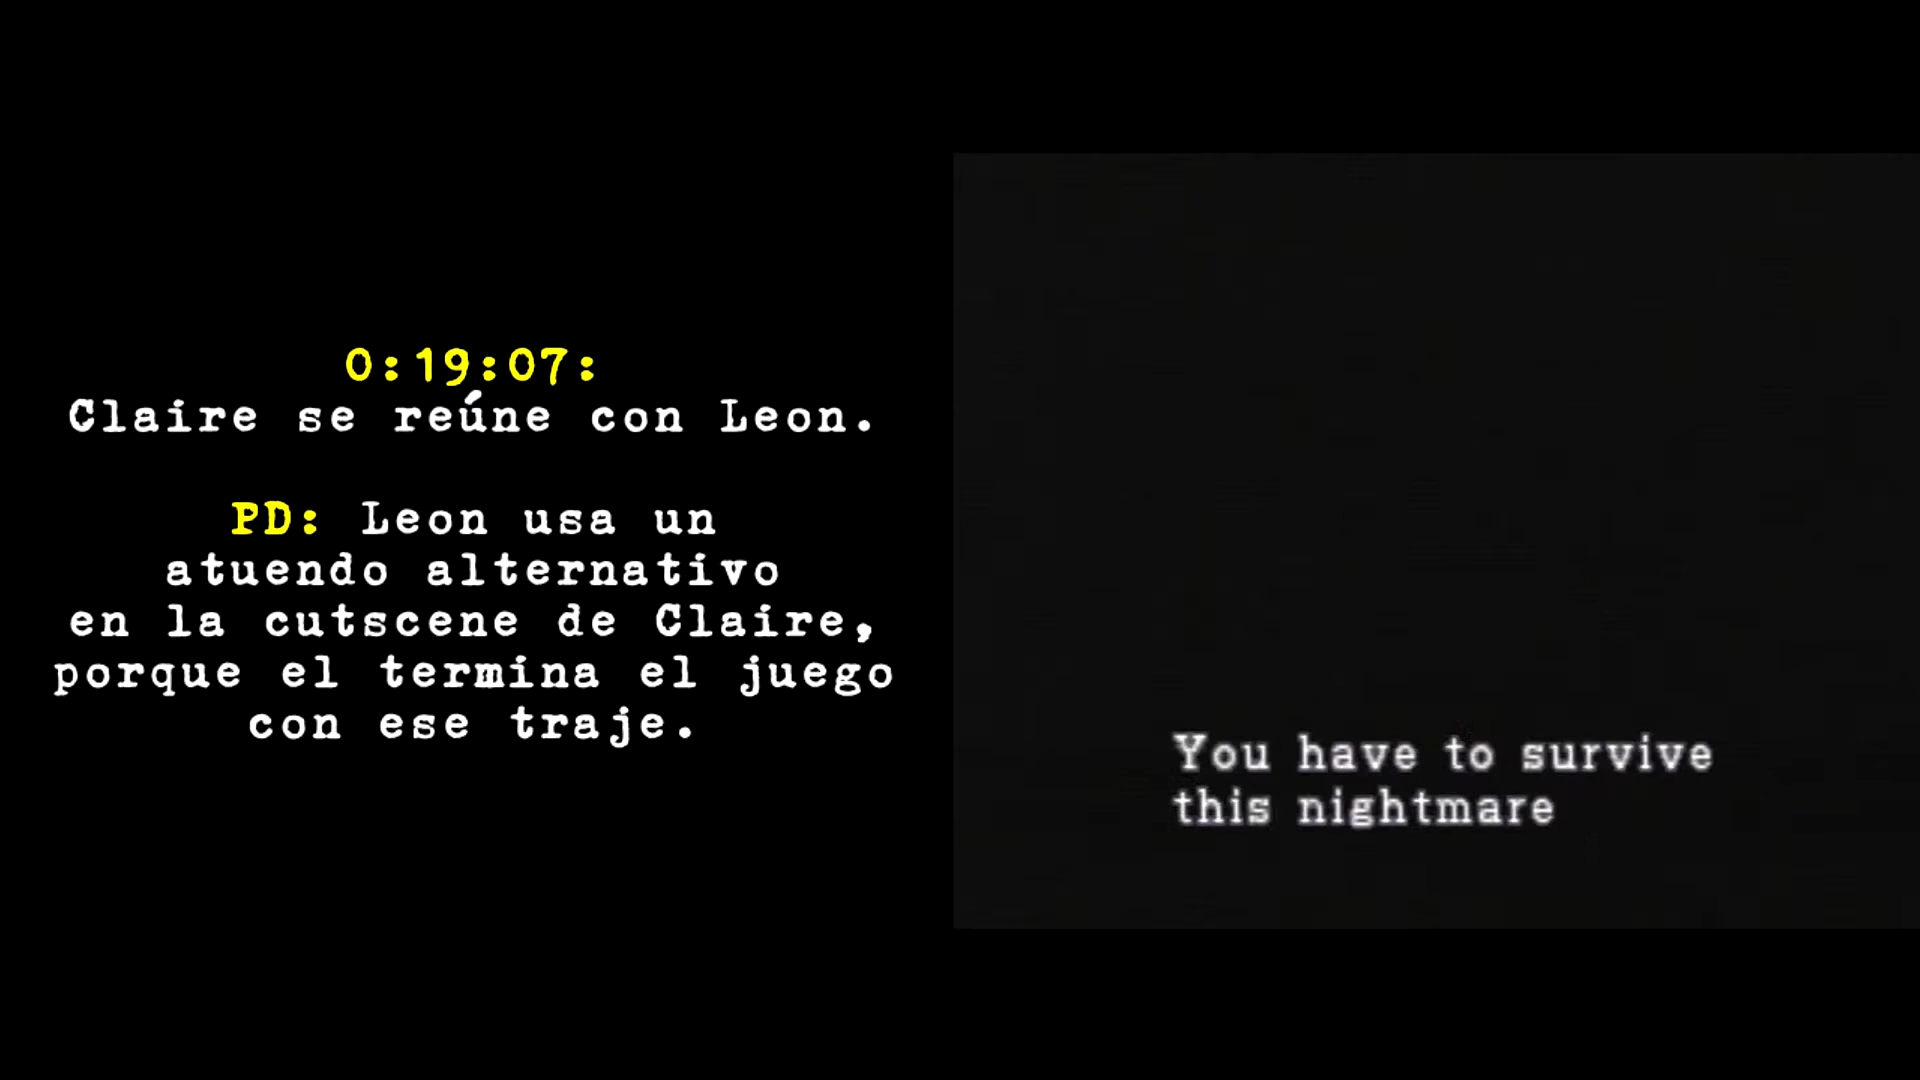 0:19:07:
Claire se reúne con Leon.
PD: Leon usa un
atuendo alternativo
en la cutscene de Claire,
porque el termina el juego
con ese traje.
You have to survive
this nightmare